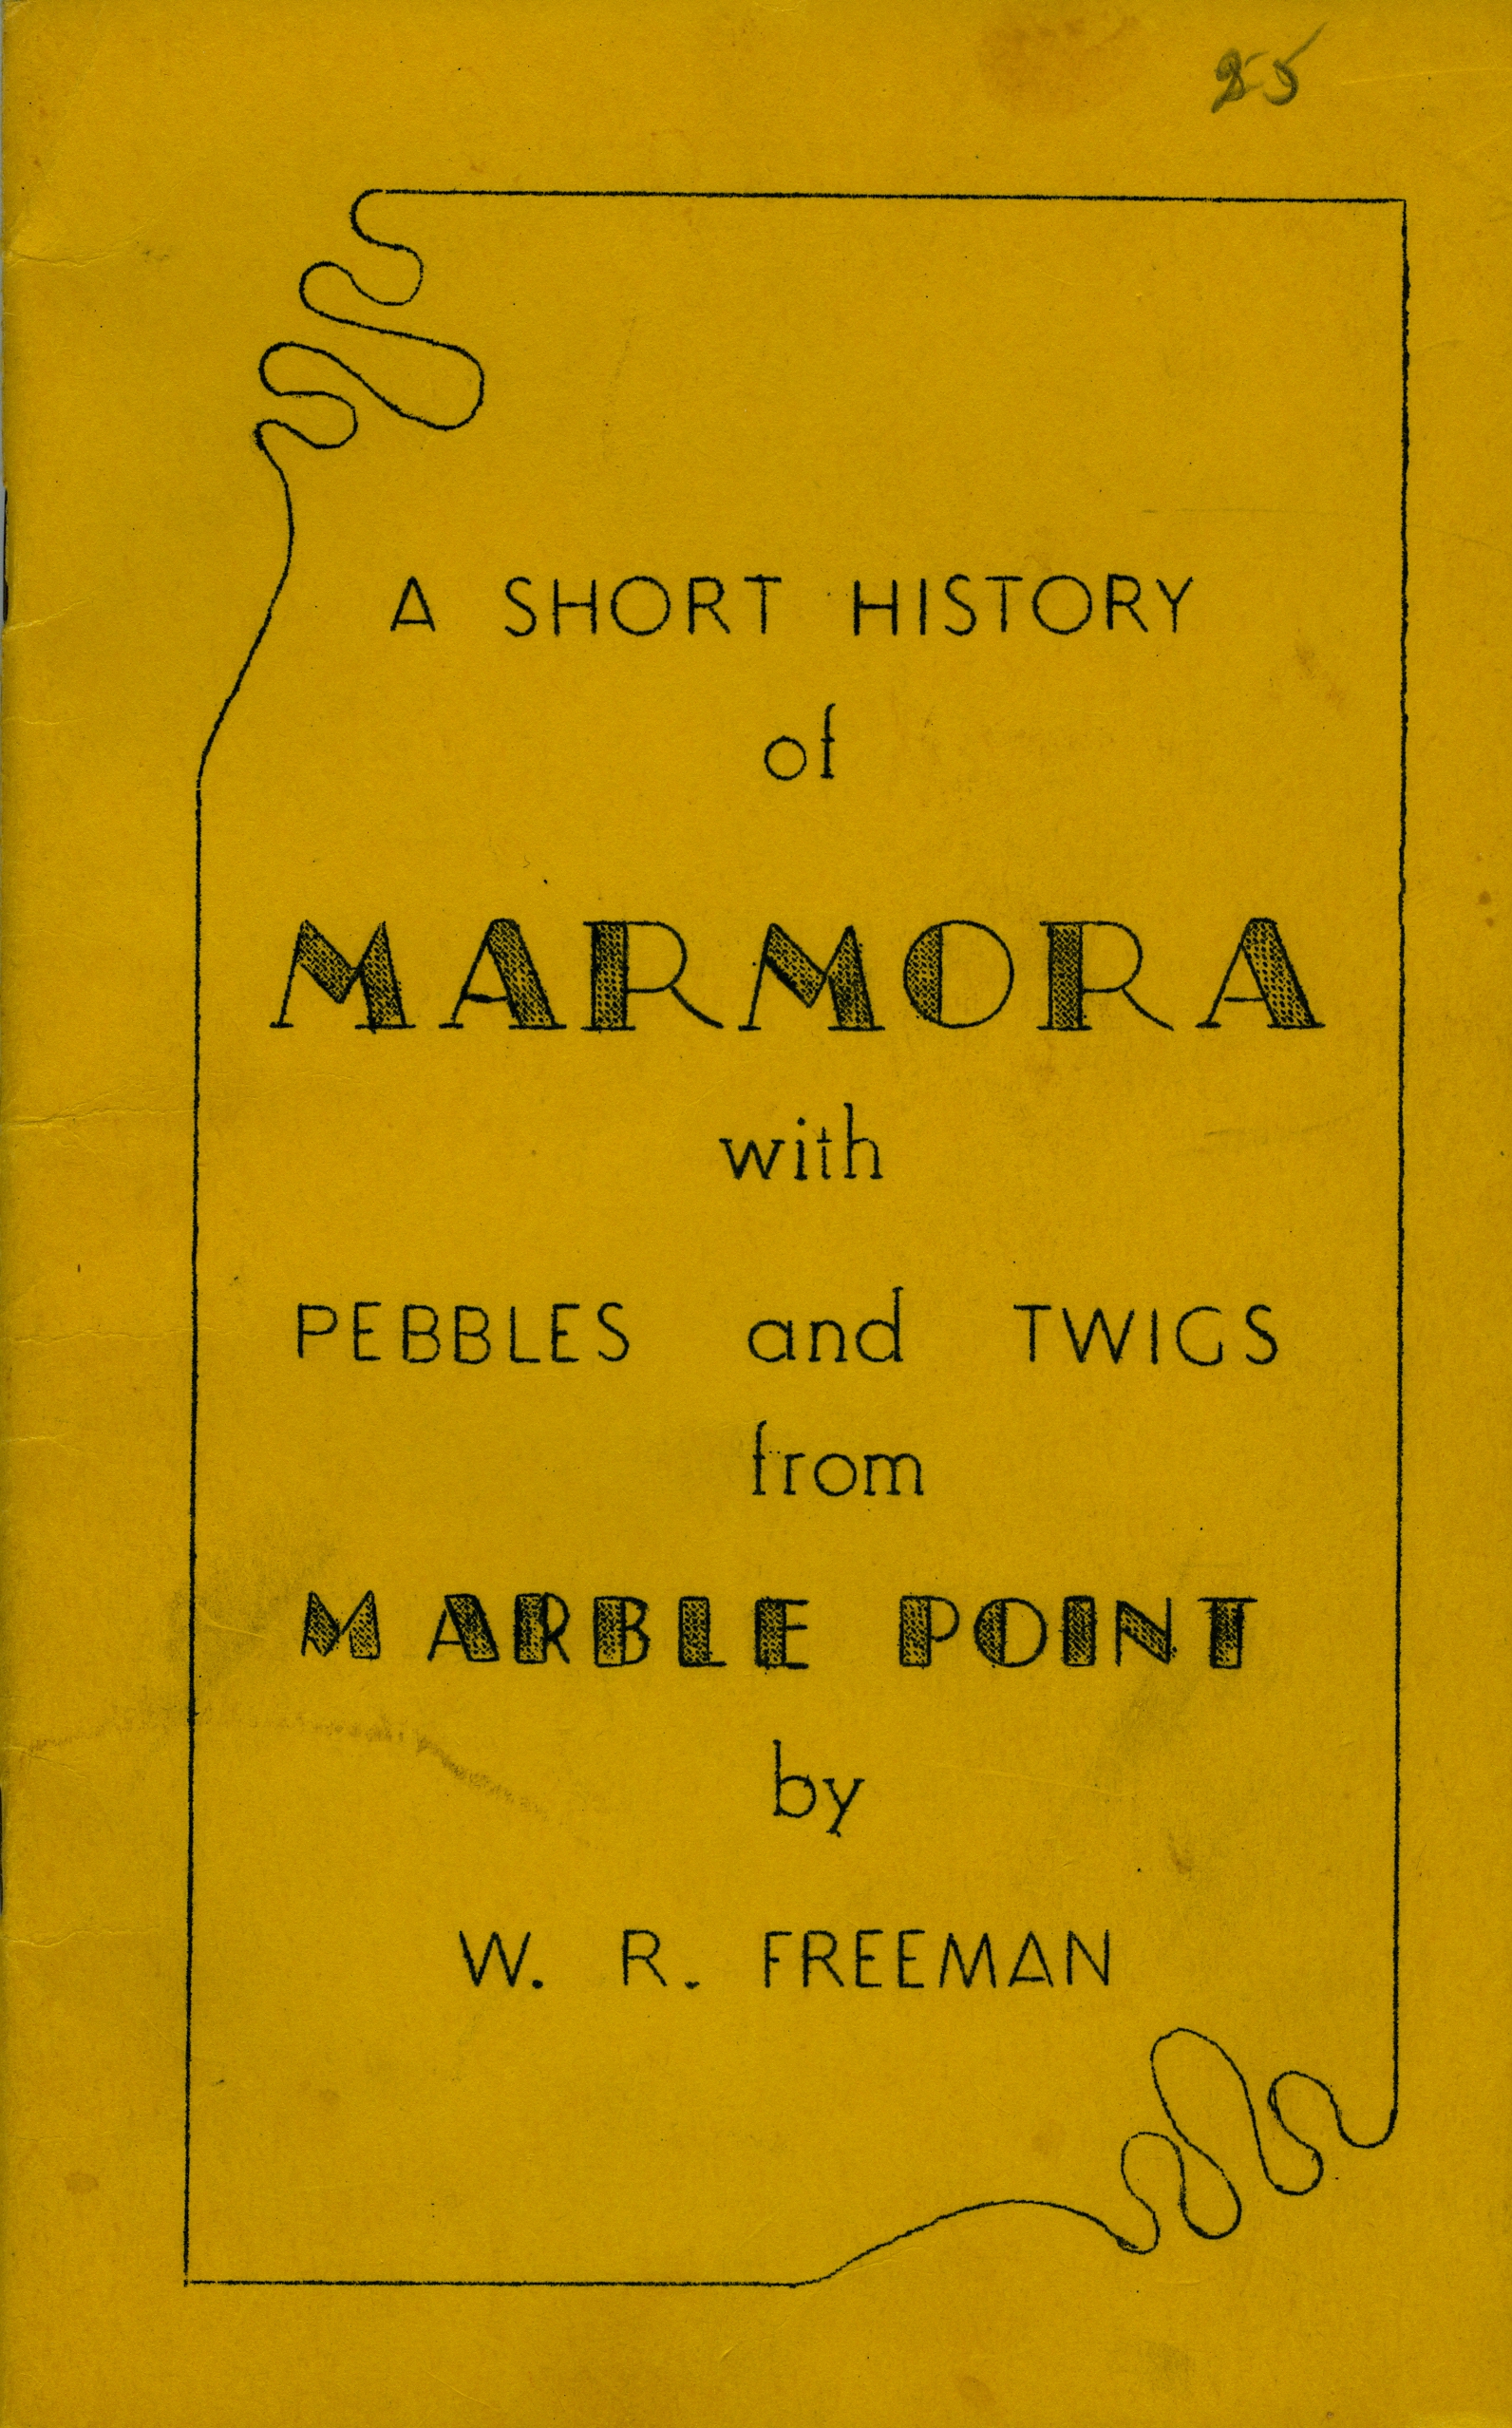 25
A SHORT HISTORY
of
MARMORA
with
PEBBLES and TWIGS
from
MARBLE POINT
by
W. R. FREEMAN